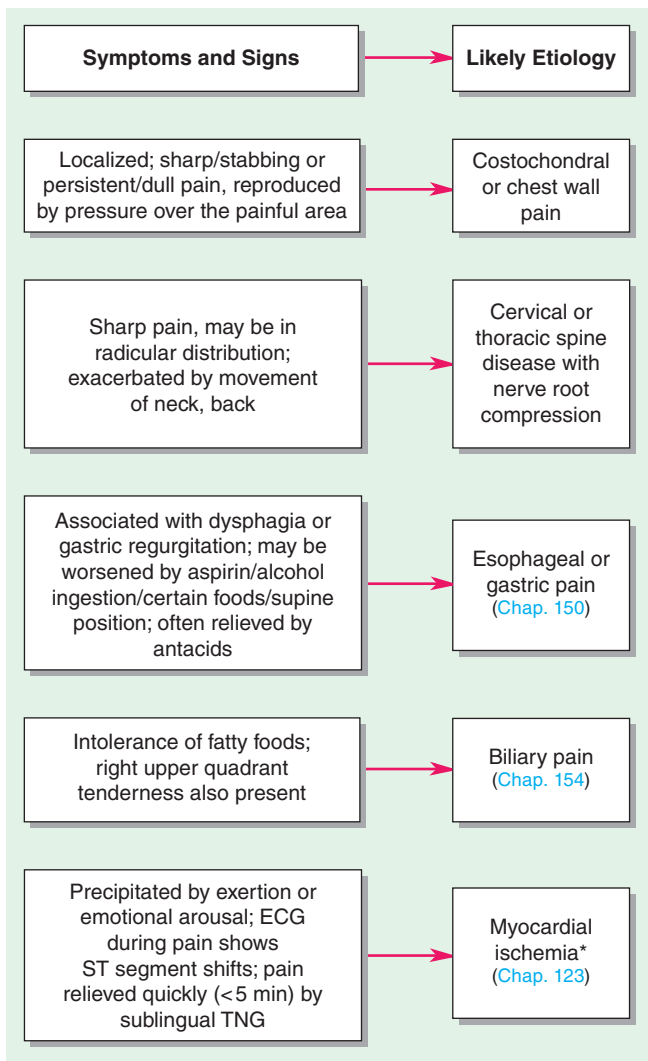 Symptoms and Signs
Likely Etiology
Localized; sharp/stabbing or
persistent/dull pain, reproduced
by pressure over the painful area
Costochondral
or chest wall
pain
Sharp pain, may be in
radicular distribution;
exacerbated by movement
of neck, back
Cervical or
thoracic spine
disease with
nerve root
compression
Associated with dysphagia or
gastric regurgitation; may be
worsened by aspirin/alcohol
ingestion/certain foods/supine
position; often relieved by
antacids
Esophageal or
gastric pain
(Chap. 150)
Intolerance of fatty foods;
right upper quadrant
tenderness also present
Biliary pain
(Chap. 154)
Precipitated by exertion or
emotional arousal; ECG
during pain shows
ST segment shifts; pain
relieved quickly (<5 min) by
sublingual TNG
Myocardial
ischemia*
(Chap. 123)